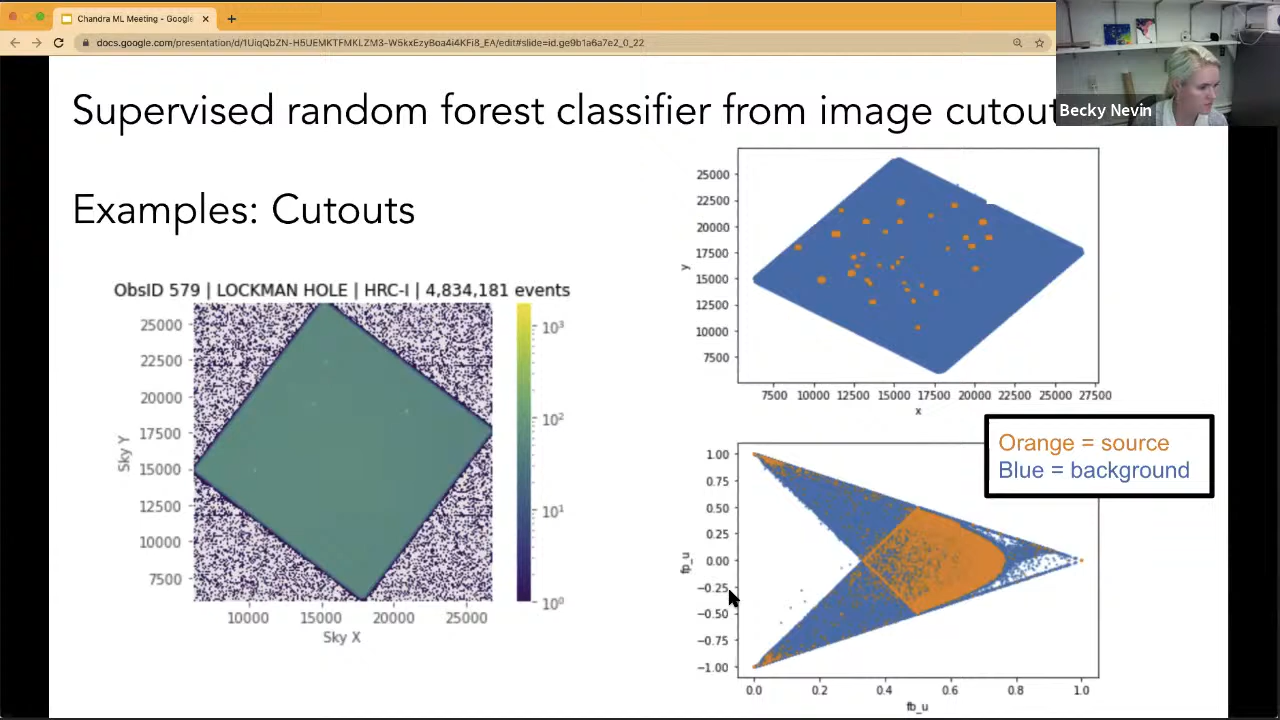 Chandra ML Meeting - Google
docs.google.com/presentation/d/1UiqQbZN-H5UEMKTFMKLZM3-W5kxEzyBoa4i4KFi8_EA/edit#slide=id.ge9b1a6a7e2_0_22
Becky Nevin
Supervised random forest classifier from image cutout
Examples: Cutouts
ObsID 579 | LOCKMAN HOLE | HRC-I | 4,834,181 events
25000
22500
20000
17500
15000
12500
10000
7500
Sky Y
10000 15000 20000 25000
Sky X
10³
10²
10¹
10⁰
25000
22500
20000
17500
15000
12500
10000
7500
y
7500 10000 12500 15000 17500 20000 22500 25000 27500
x
Orange = source
Blue = background
1.00
0.75
0.50
0.25
0.00
−0.25
−0.50
−0.75
−1.00
fp_u
0.0 0.2 0.4 0.6 0.8 1.0
fb_u